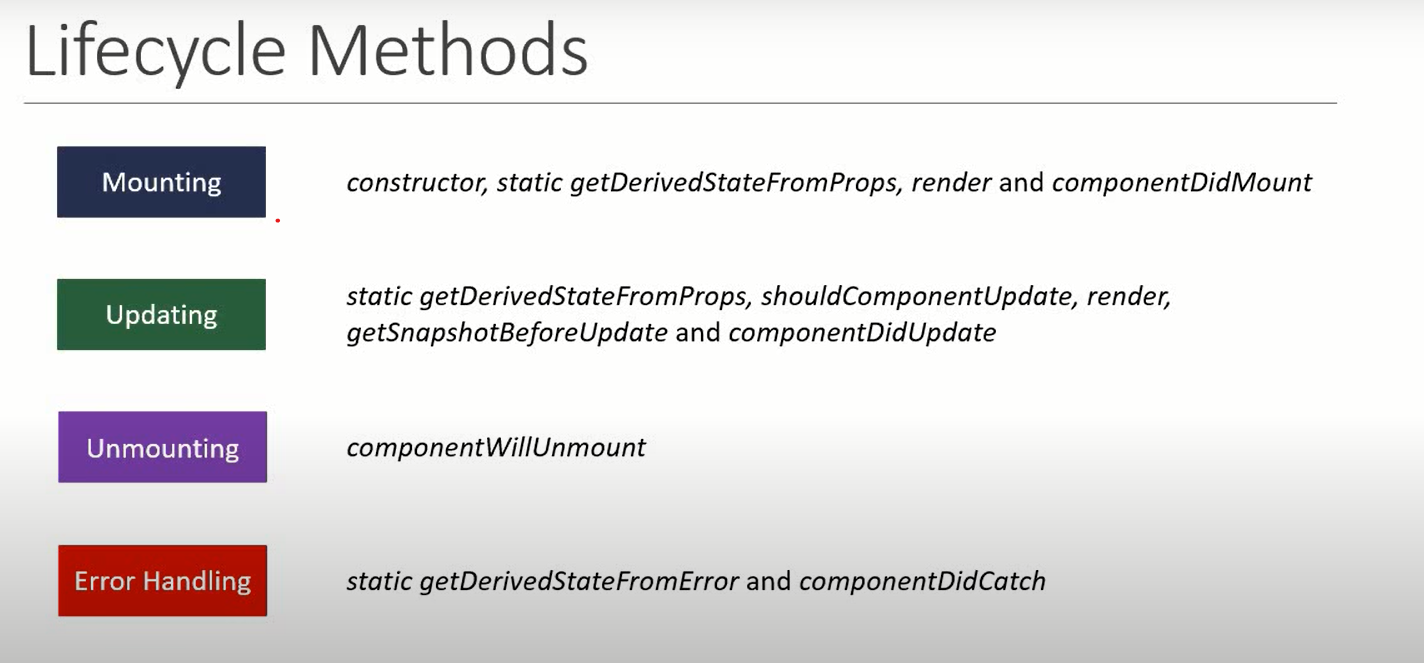 Lifecycle Methods
Mounting
constructor, static getDerivedStateFromProps, render and componentDidMount
Updating
static getDerivedStateFromProps, shouldComponentUpdate, render,
getSnapshotBeforeUpdate and componentDidUpdate
Unmounting
componentWillUnmount
Error Handling
static getDerivedStateFromError and componentDidCatch